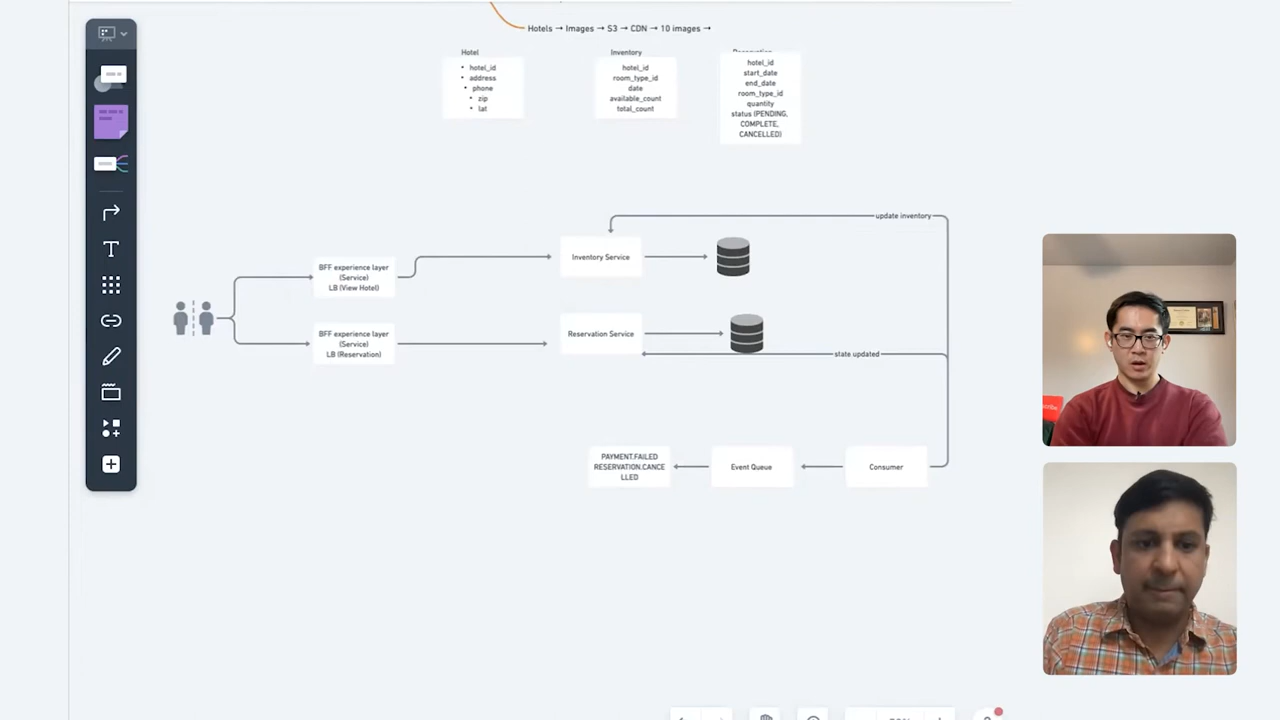 Hotels → Images → S3 → CDN → 10 images →
Hotel
• hotel_id
• address
• phone
• zip
• lat
Inventory
hotel_id
room_type_id
date
available_count
total_count
Reservation
hotel_id
start_date
end_date
room_type_id
quantity
status (PENDING,
COMPLETE,
CANCELLED)
update inventory
BFF experience layer
(Service)
LB (View Hotel)
Inventory Service
BFF experience layer
(Service)
LB (Reservation)
Reservation Service
state updated
PAYMENT.FAILED
RESERVATION.CANCE
LLED
Event Queue
Consumer
T